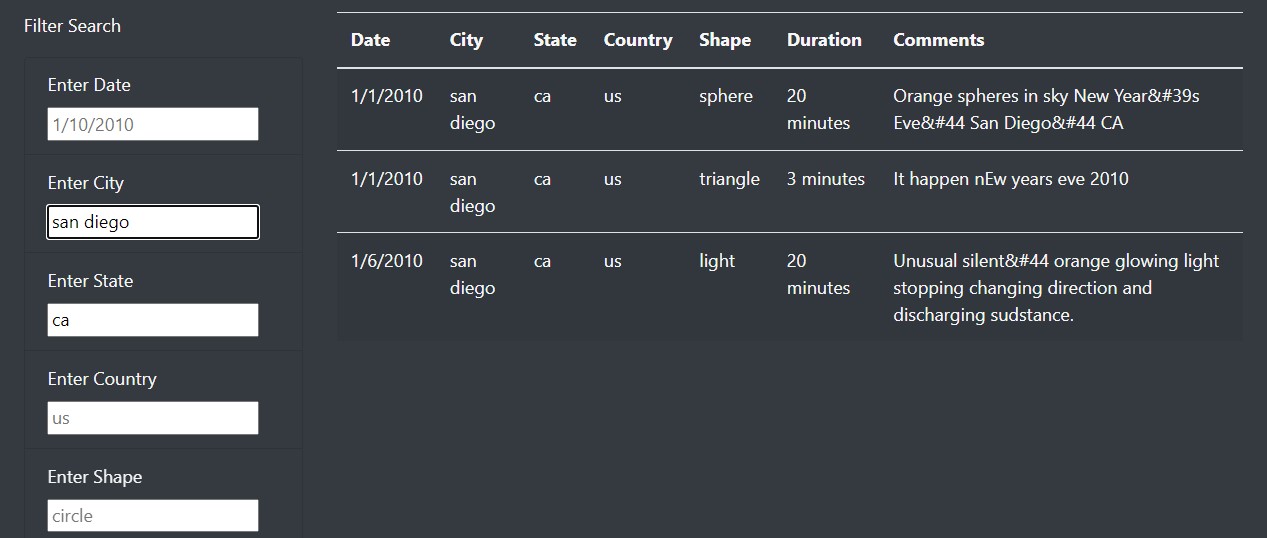 Filter Search
Enter Date
1/10/2010
Enter City
san diego
Enter State
ca
Enter Country
us
Enter Shape
circle
Date City State Country Shape Duration Comments
1/1/2010 san ca us sphere 20 Orange spheres in sky New Year&#39s
diego minutes Eve&#44 San Diego&#44 CA
1/1/2010 san ca us triangle 3 minutes It happen nEw years eve 2010
diego
1/6/2010 san ca us light 20 Unusual silent&#44 orange glowing light
diego minutes stopping changing direction and
discharging sudstance.